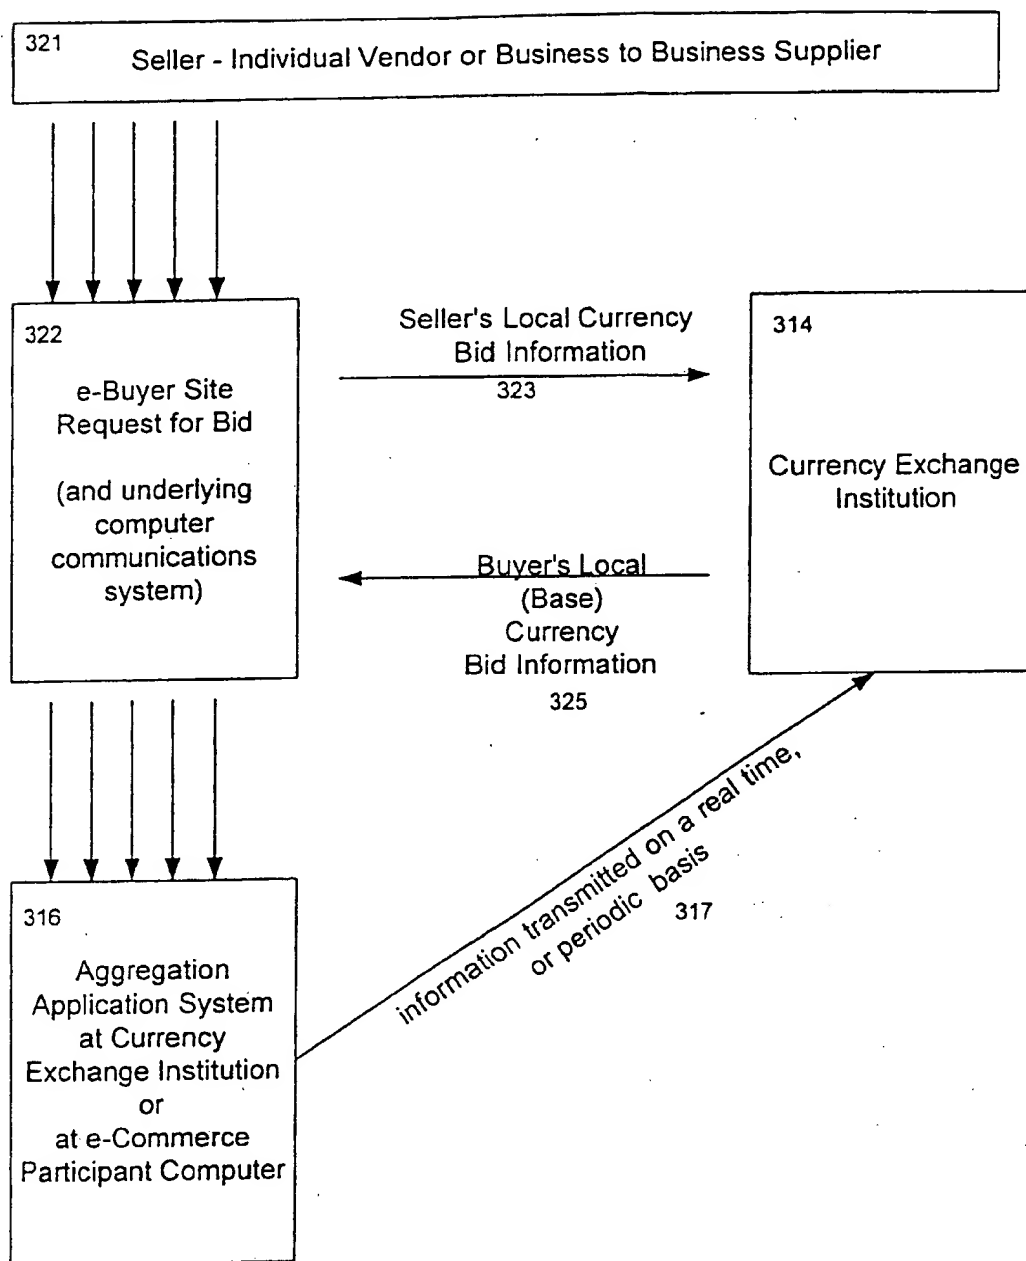 321
Seller - Individual Vendor or Business to Business Supplier
322
e-Buyer Site
Request for Bid
(and underlying
computer
communications
system)
Seller's Local Currency
Bid Information
323
314
Currency Exchange
Institution
Buyer's Local
(Base)
Currency
Bid Information
325
information transmitted on a real time,
or periodic basis
317
316
Aggregation
Application System
at Currency
Exchange Institution
or
at e-Commerce
Participant Computer